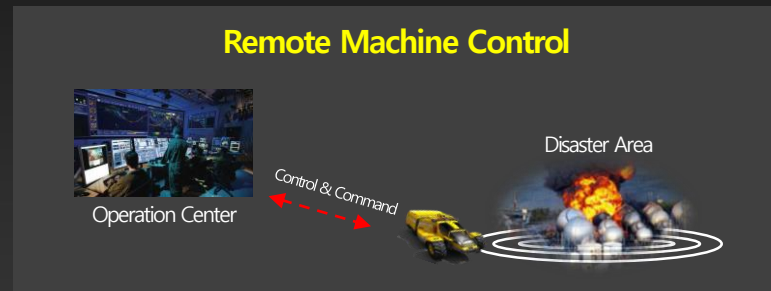 Remote Machine Control
Disaster Area
Control & Command
Operation Center